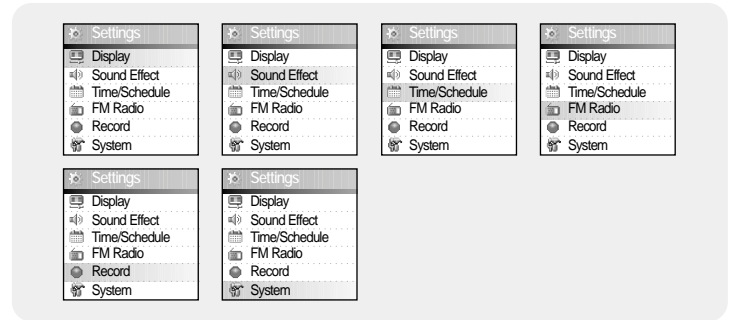 Settings
Display
Sound Effect
Time/Schedule
FM Radio
Record
System
Settings
Display
Sound Effect
Time/Schedule
FM Radio
Record
System
Settings
Display
Sound Effect
Time/Schedule
FM Radio
Record
System
Settings
Display
Sound Effect
Time/Schedule
FM Radio
Record
System
Settings
Display
Sound Effect
Time/Schedule
FM Radio
Record
System
Settings
Display
Sound Effect
Time/Schedule
FM Radio
Record
System